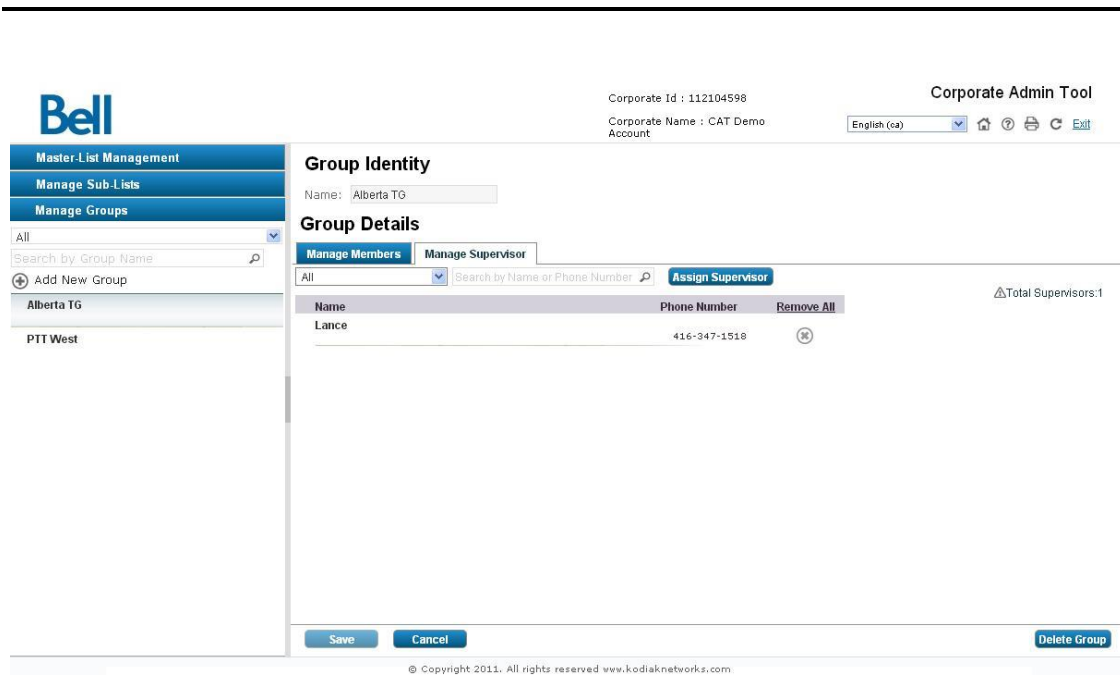 Bell
Corporate Id : 112104598
Corporate Name : CAT Demo
Account
Corporate Admin Tool
English (ca)
Exit
Master-List Management
Manage Sub-Lists
Manage Groups
All
Search by Group Name
Add New Group
Alberta TG
PTT West
Group Identity
Name: Alberta TG
Group Details
Manage Members Manage Supervisor
All Search by Name or Phone Number Assign Supervisor
Total Supervisors:1
Name Phone Number Remove All
Lance
416-347-1518
Save Cancel Delete Group
© Copyright 2011. All rights reserved www.kodiaknetworks.com